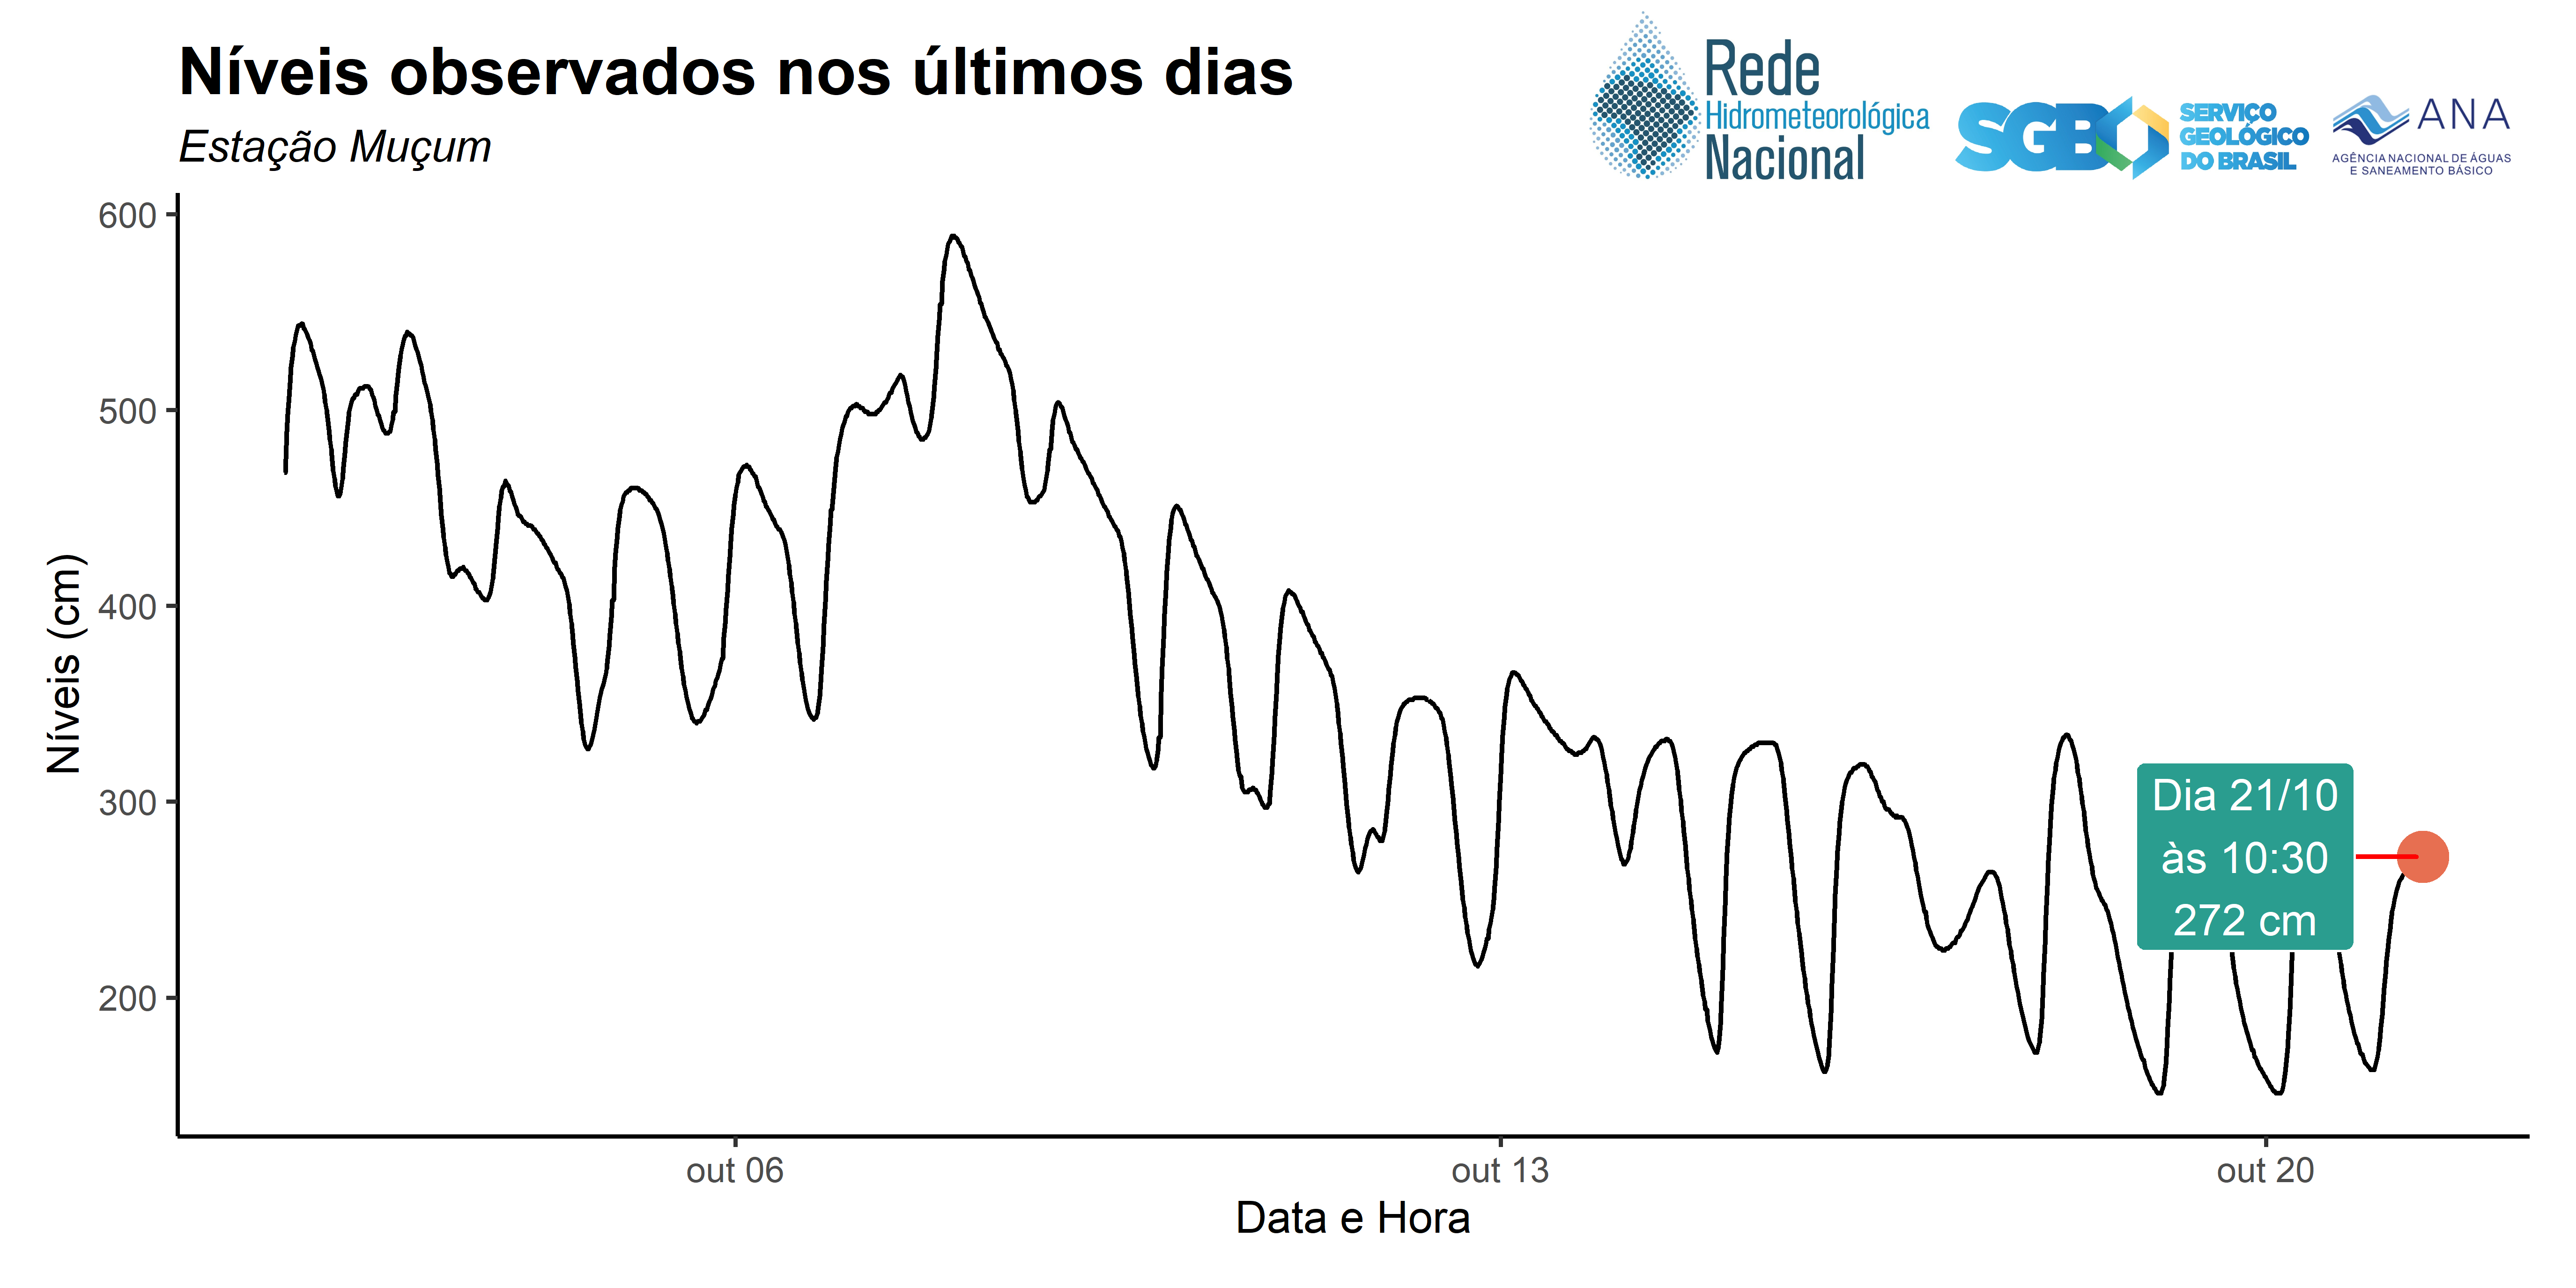 Níveis observados nos últimos dias
Estação Muçum
Rede
Hidrometeorológica
Nacional
SGB
SERVIÇO
GEOLÓGICO
DO BRASIL
ANA
AGÊNCIA NACIONAL DE ÁGUAS
E SANEAMENTO BÁSICO
600
500
400
300
200
Níveis (cm)
Dia 21/10
às 10:30
272 cm
out 06
out 13
out 20
Data e Hora